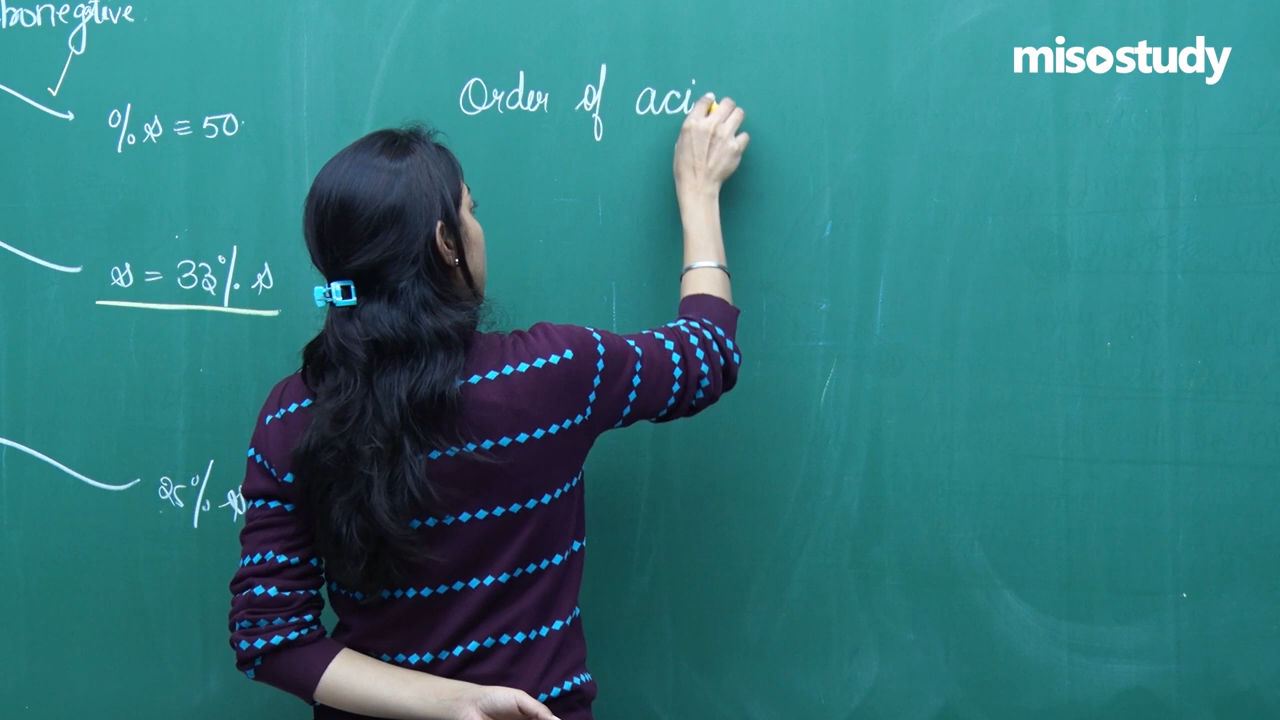 bonegative
misostudy
Order of aci
% s ≡ 50
s = 33% s
25% s